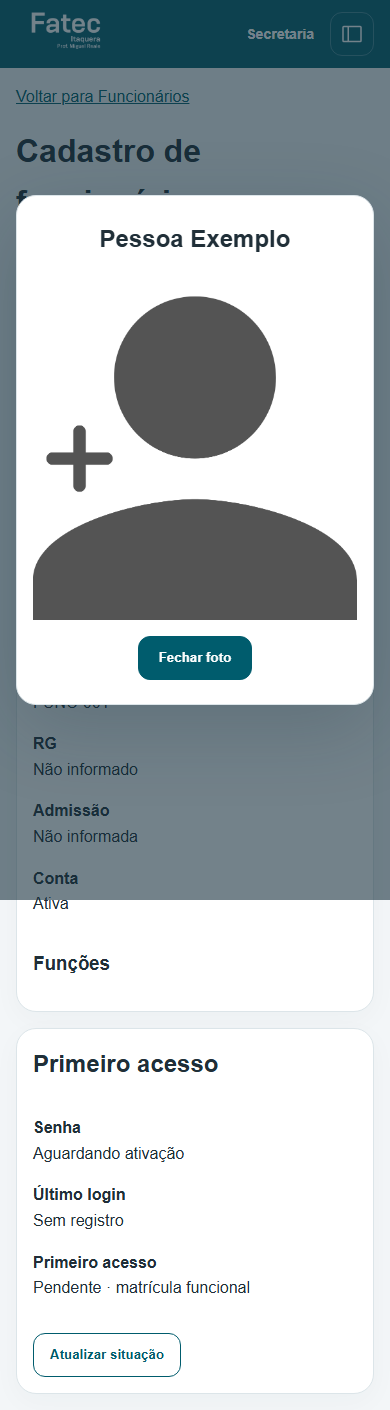 Fatec
Itaquera
Prof. Miguel Reale
Secretaria
Voltar para Funcionários
Cadastro de
Pessoa Exemplo
Fechar foto
RG
Não informado
Admissão
Não informada
Conta
Ativa
Funções
Primeiro acesso
Senha
Aguardando ativação
Último login
Sem registro
Primeiro acesso
Pendente · matrícula funcional
Atualizar situação